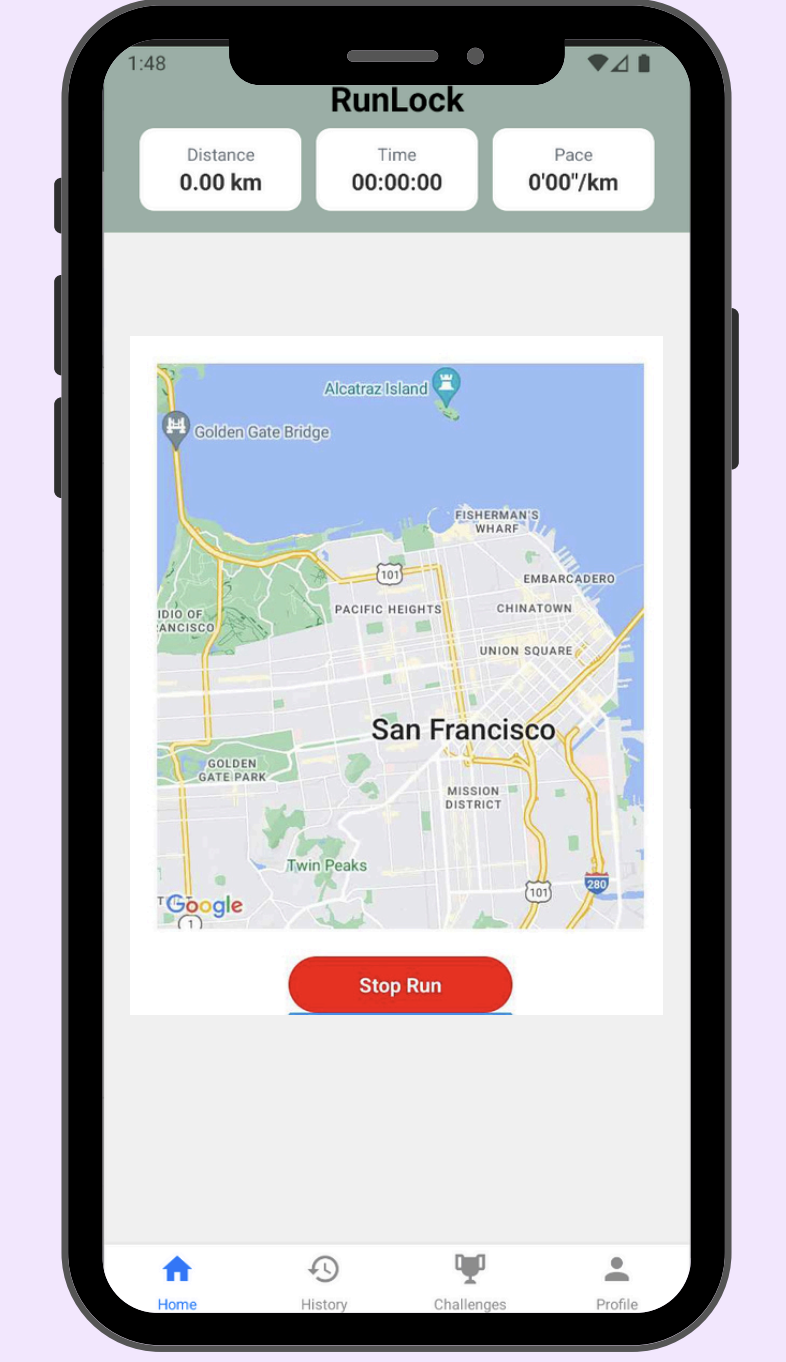 1:48
RunLock
Distance
0.00 km
Time
00:00:00
Pace
0'00"/km
Alcatraz Island
Golden Gate Bridge
FISHERMAN'S
WHARF
101
EMBARCADERO
PACIFIC HEIGHTS
CHINATOWN
IDIO OF
ANCISCO
UNION SQUARE
San Francisco
GOLDEN
GATE PARK
MISSION
DISTRICT
Twin Peaks
101
280
Google
1
Stop Run
Home
History
Challenges
Profile